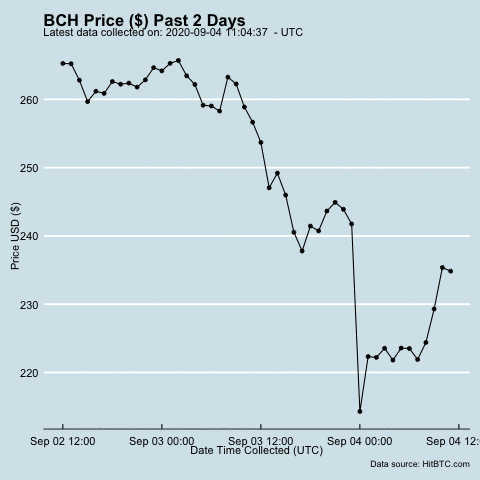 BCH Price ($) Past 2 Days
Latest data collected on: 2020-09-04 11:04:37  - UTC
Price USD ($)
260
250
240
230
220
Sep 02 12:00 Sep 03 00:00 Sep 03 12:00 Sep 04 00:00 Sep 04 12:00
Date Time Collected (UTC)
Data source: HitBTC.com